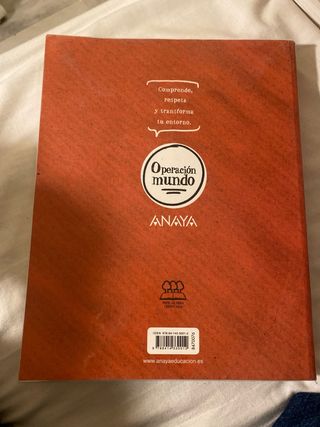 Comprende,
respeta
y transforma
tu entorno.
Operación
mundo
ANAYA
www.anayaeducacion.es